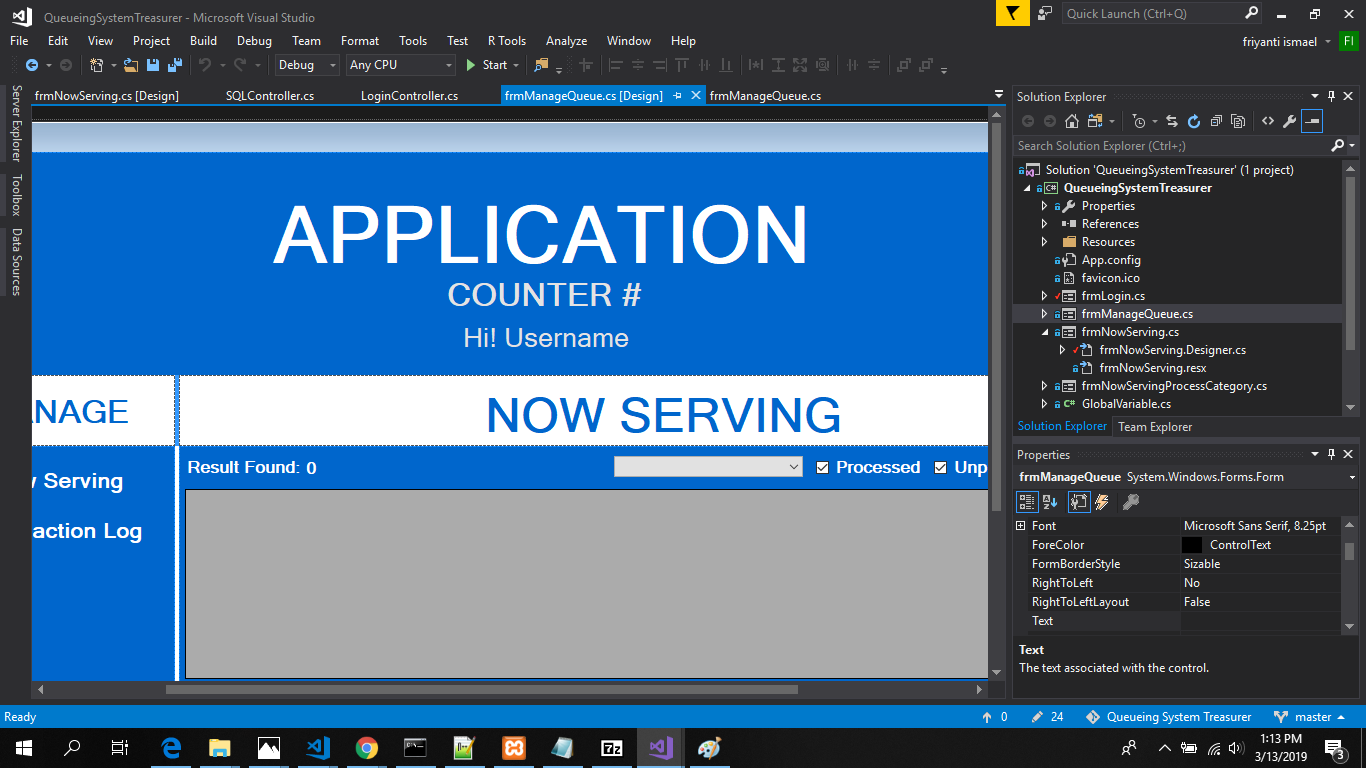 QueueingSystemTreasurer - Microsoft Visual Studio
Quick Launch (Ctrl+Q)
File Edit View Project Build Debug Team Format Tools Test R Tools Analyze Window Help
friyanti ismael FI
Debug Any CPU Start
frmNowServing.cs [Design] SQLController.cs LoginController.cs frmManageQueue.cs [Design] frmManageQueue.cs
Server Explorer
Toolbox
Data Sources
APPLICATION
COUNTER #
Hi! Username
NAGE
NOW SERVING
Result Found: 0
Processed
Unp
Serving
action Log
Solution Explorer
Search Solution Explorer (Ctrl+;)
Solution 'QueueingSystemTreasurer' (1 project)
C# QueueingSystemTreasurer
Properties
References
Resources
App.config
favicon.ico
frmLogin.cs
frmManageQueue.cs
frmNowServing.cs
frmNowServing.Designer.cs
frmNowServing.resx
frmNowServingProcessCategory.cs
C# GlobalVariable.cs
Solution Explorer Team Explorer
Properties
frmManageQueue System.Windows.Forms.Form
Font Microsoft Sans Serif, 8.25pt
ForeColor ControlText
FormBorderStyle Sizable
RightToLeft No
RightToLeftLayout False
Text
Text
The text associated with the control.
Ready
0 24 Queueing System Treasurer master
7z
1:13 PM
3/13/2019
3